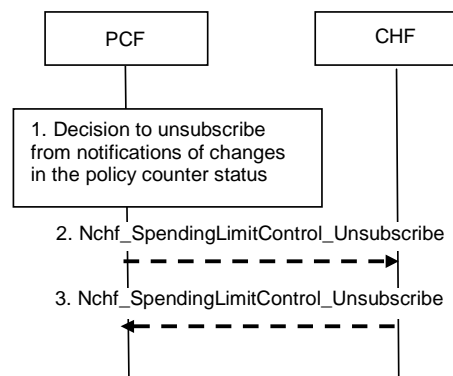 PCF
CHF
1. Decision to unsubscribe
from notifications of changes
in the policy counter status
2. Nchf_SpendingLimitControl_Unsubscribe
3. Nchf_SpendingLimitControl_Unsubscribe